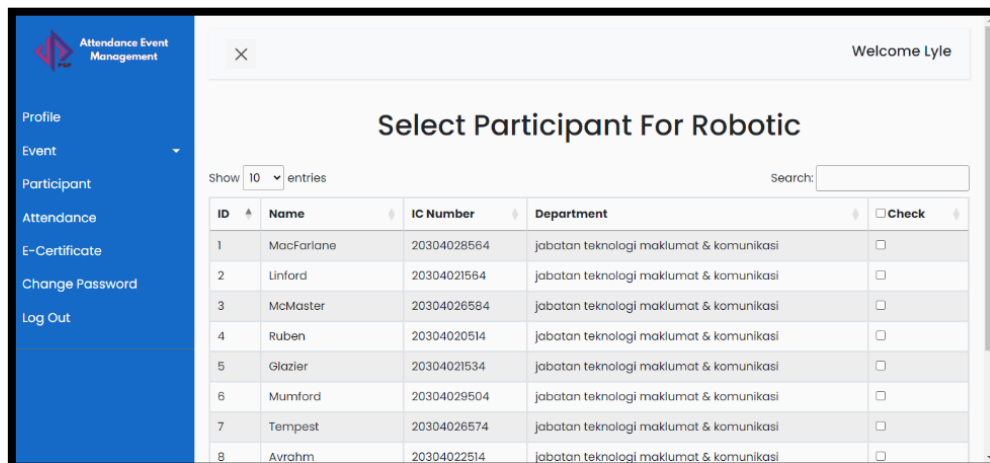 Attendance Event
Management
PSP
Profile
Event
Participant
Attendance
E-Certificate
Change Password
Log Out
Welcome Lyle
Select Participant For Robotic
Show 10 entries
Search:
ID Name IC Number Department Check
1 MacFarlane 20304028564 jabatan teknologi maklumat & komunikasi
2 Linford 20304021564 jabatan teknologi maklumat & komunikasi
3 McMaster 20304026584 jabatan teknologi maklumat & komunikasi
4 Ruben 20304020514 jabatan teknologi maklumat & komunikasi
5 Glazier 20304021534 jabatan teknologi maklumat & komunikasi
6 Mumford 20304029504 jabatan teknologi maklumat & komunikasi
7 Tempest 20304026574 jabatan teknologi maklumat & komunikasi
8 Avrahm 20304022514 jabatan teknologi maklumat & komunikasi